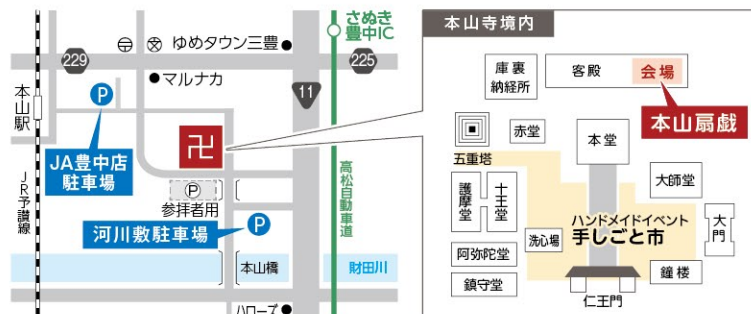 さぬき
豊中IC
〒
ゆめタウン三豊
229
225
マルナカ
11
本山駅
P
JA豊中店
駐車場
卍
高松自動車道
JR予讃線
P
参拝者用
河川敷駐車場
P
本山橋
財田川
ハローズ
本山寺境内
庫裏
納経所
客殿
会場
本山扇戯
赤堂
本堂
五重塔
大師堂
護摩堂
十王堂
ハンドメイドイベント
手しごと市
大門
洗心場
阿弥陀堂
鎮守堂
鐘楼
仁王門